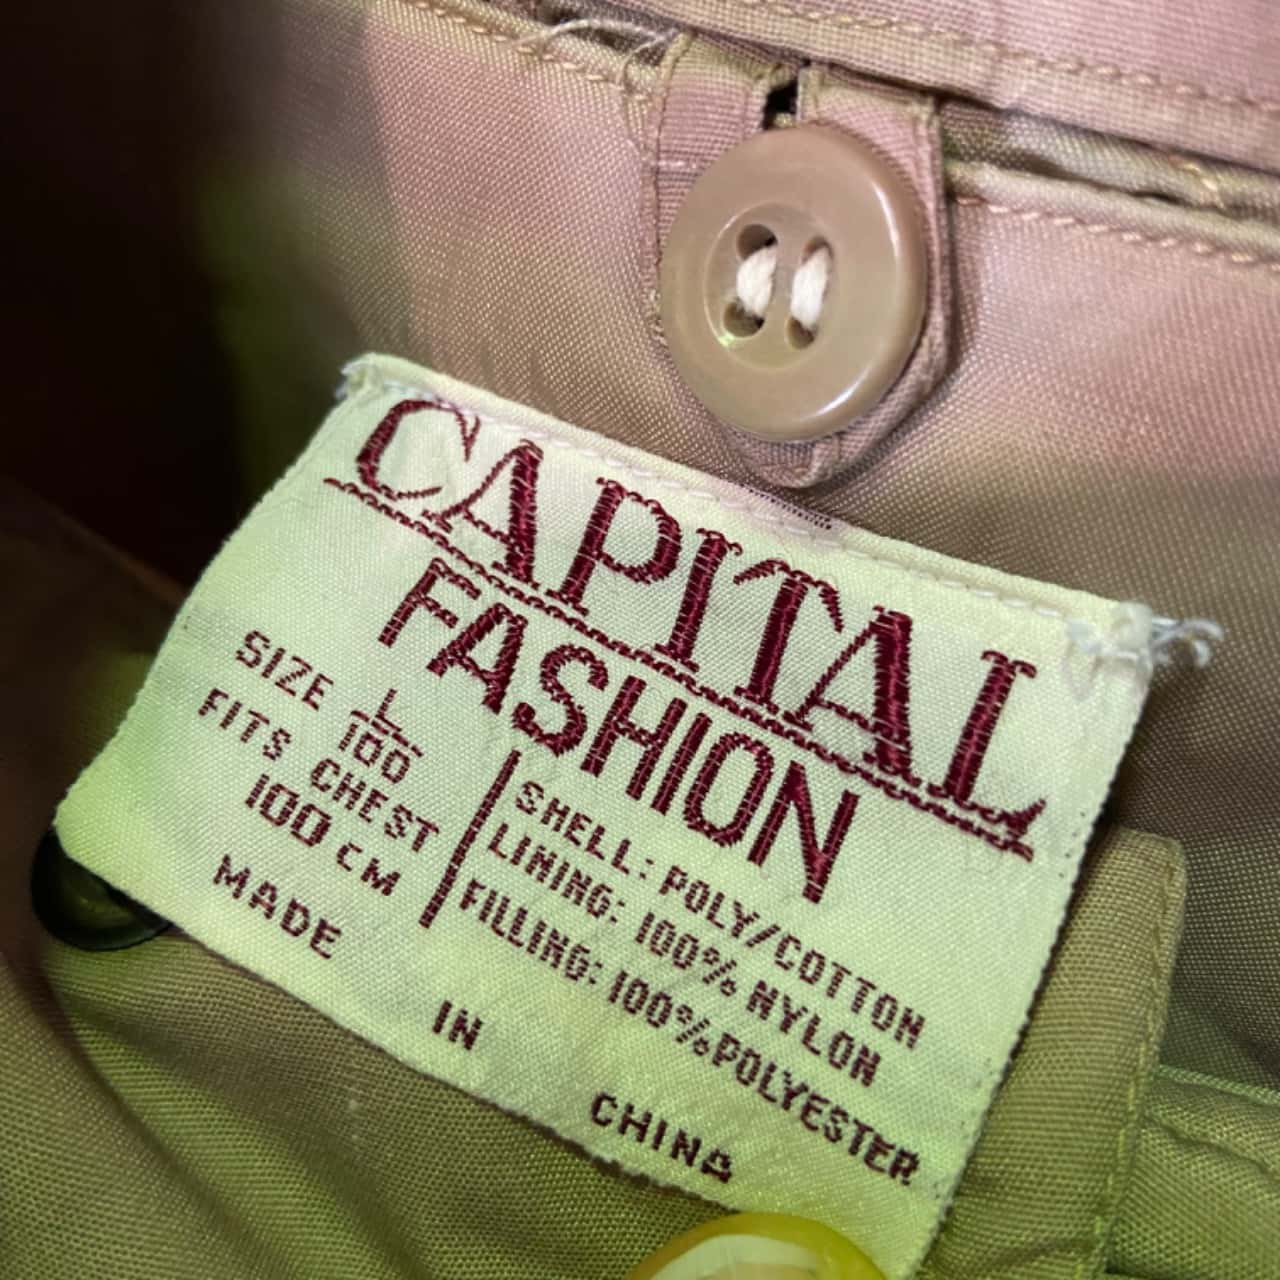 CAPITAL
FASHION
SIZE L/100
FITS CHEST
100 CM
SHELL: POLY/COTTON
LINING: 100% NYLON
FILLING: 100% POLYESTER
MADE IN CHINA